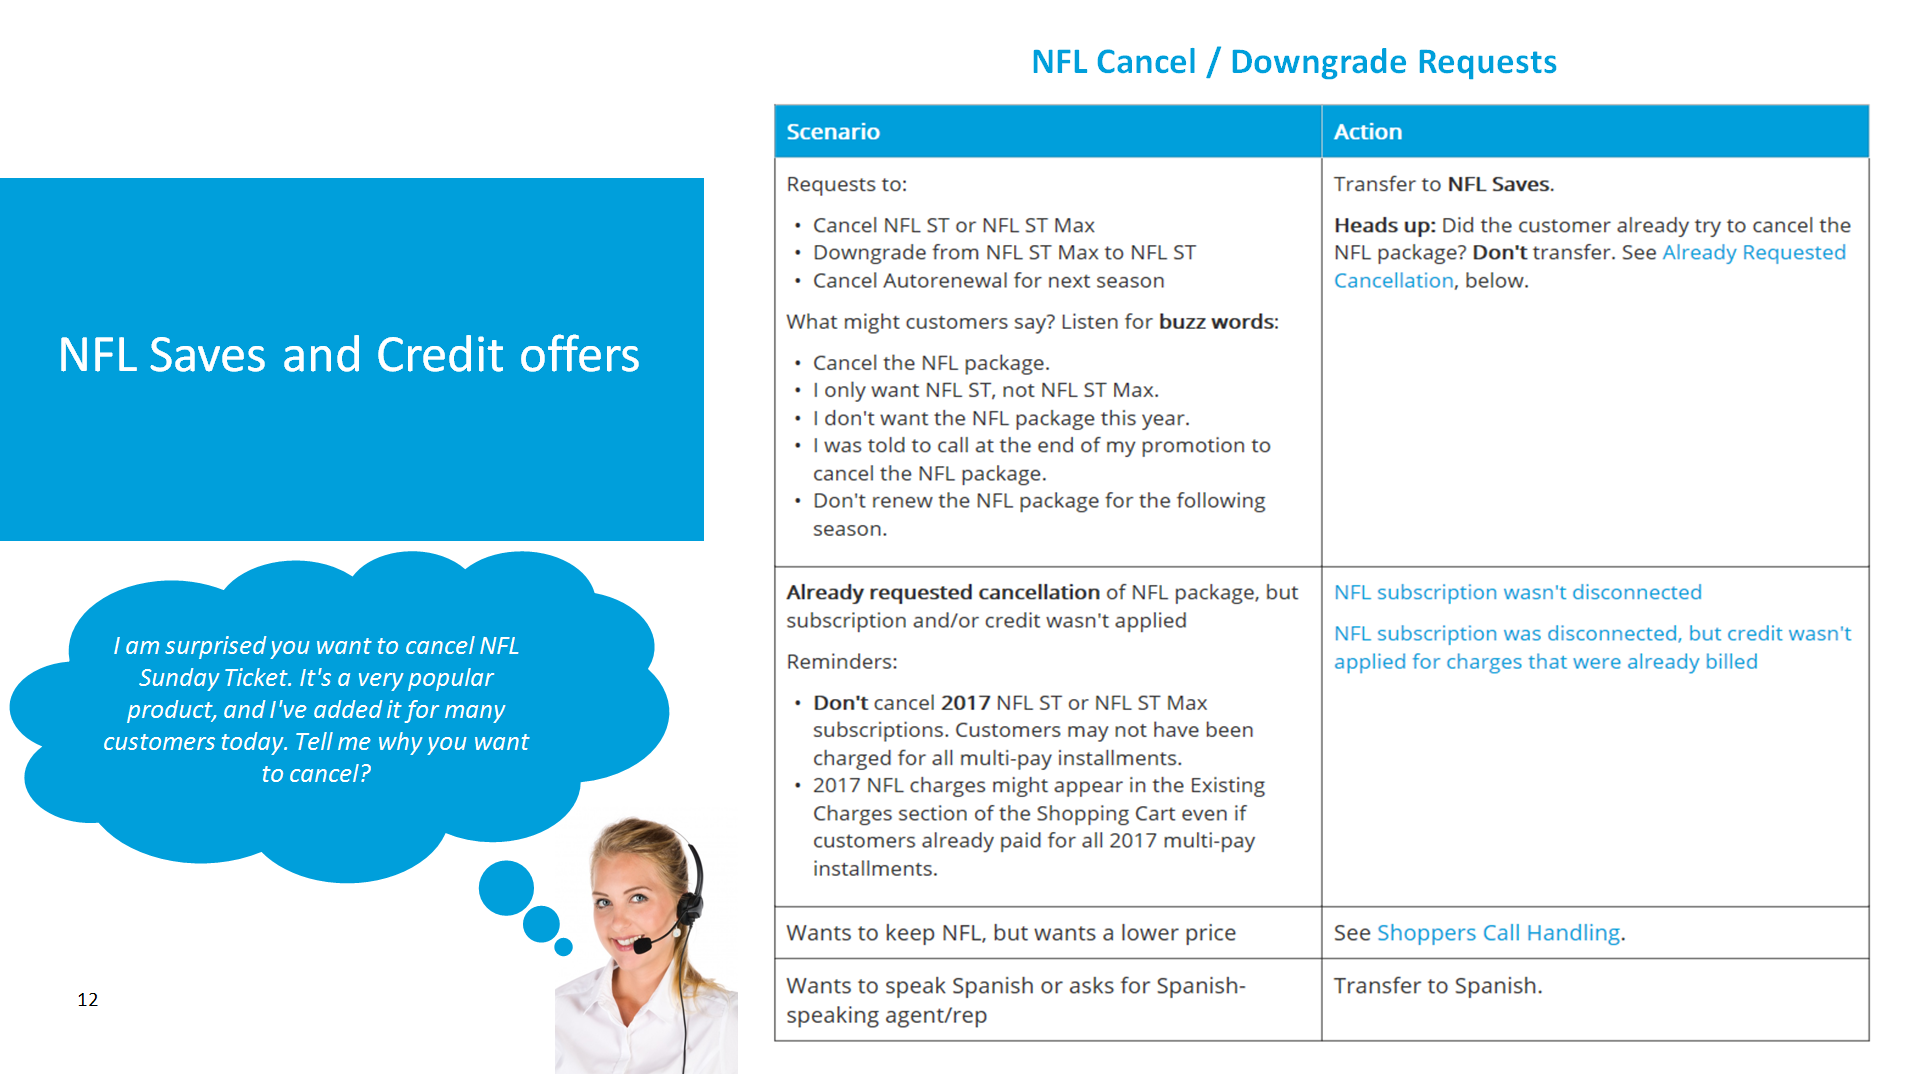 NFL Saves and Credit offers
I am surprised you want to cancel NFL
Sunday Ticket. It's a very popular
product, and I've added it for many
customers today. Tell me why you want
to cancel?
12
NFL Cancel / Downgrade Requests
Scenario
Action
Requests to:
• Cancel NFL ST or NFL ST Max
• Downgrade from NFL ST Max to NFL ST
• Cancel Autorenewal for next season
What might customers say? Listen for buzz words:
• Cancel the NFL package.
• I only want NFL ST, not NFL ST Max.
• I don't want the NFL package this year.
• I was told to call at the end of my promotion to
cancel the NFL package.
• Don't renew the NFL package for the following
season.
Transfer to NFL Saves.
Heads up: Did the customer already try to cancel the
NFL package? Don't transfer. See Already Requested
Cancellation, below.
Already requested cancellation of NFL package, but
subscription and/or credit wasn't applied
Reminders:
• Don't cancel 2017 NFL ST or NFL ST Max
subscriptions. Customers may not have been
charged for all multi-pay installments.
• 2017 NFL charges might appear in the Existing
Charges section of the Shopping Cart even if
customers already paid for all 2017 multi-pay
installments.
NFL subscription wasn't disconnected
NFL subscription was disconnected, but credit wasn't
applied for charges that were already billed
Wants to keep NFL, but wants a lower price
See Shoppers Call Handling.
Wants to speak Spanish or asks for Spanish-
speaking agent/rep
Transfer to Spanish.